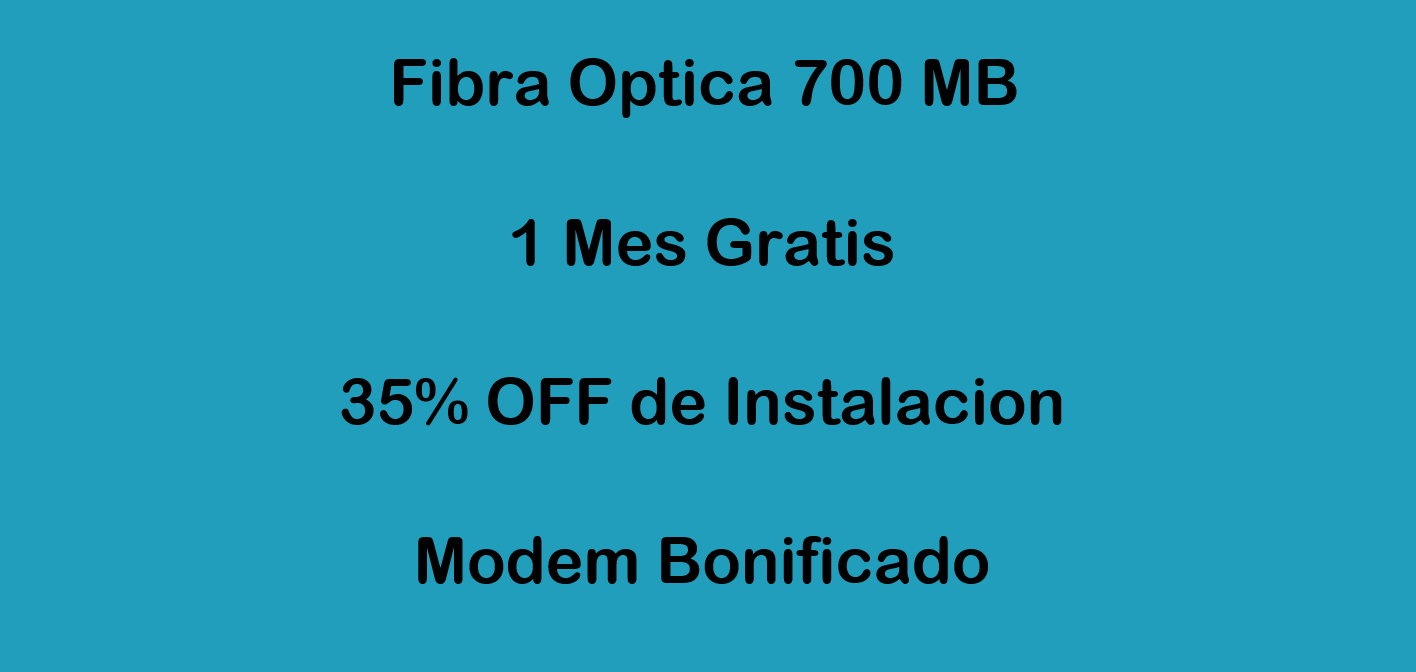 Fibra Optica 700 MB
1 Mes Gratis
35% OFF de Instalacion
Modem Bonificado